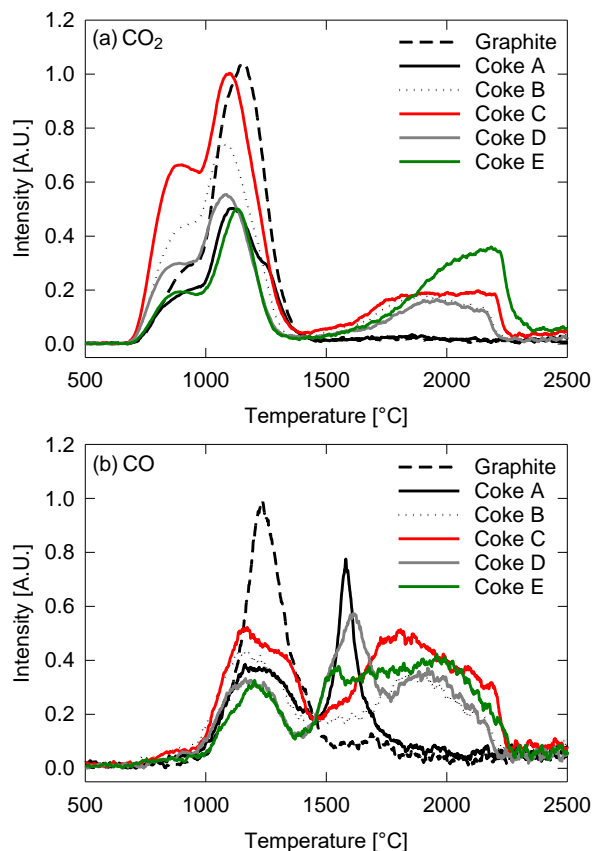 (a) CO₂
Graphite
Coke A
Coke B
Coke C
Coke D
Coke E
1.2
1.0
0.8
0.6
0.4
0.2
0.0
Intensity [A.U.]
500 1000 1500 2000 2500
Temperature [°C]
(b) CO
Graphite
Coke A
Coke B
Coke C
Coke D
Coke E
1.2
1.0
0.8
0.6
0.4
0.2
0.0
Intensity [A.U.]
500 1000 1500 2000 2500
Temperature [°C]